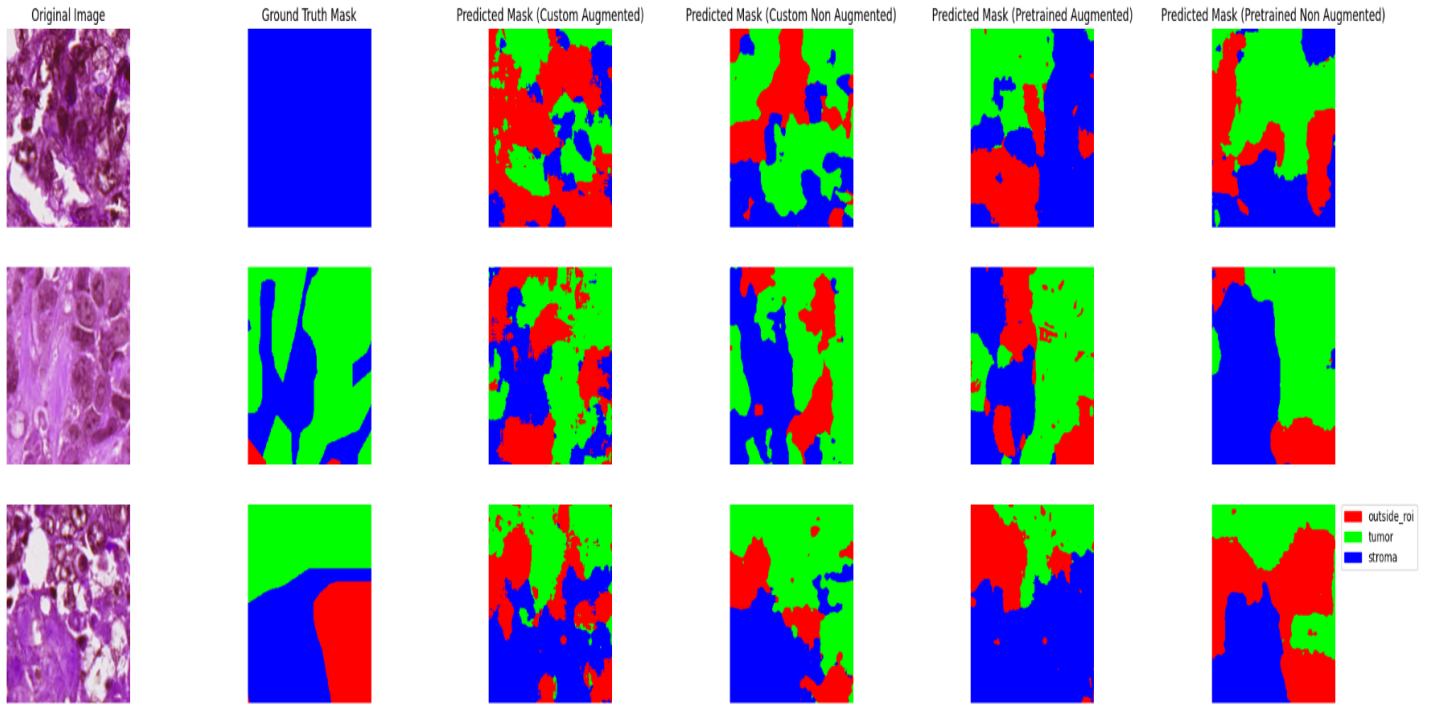 Original Image
Ground Truth Mask
Predicted Mask (Custom Augmented)
Predicted Mask (Custom Non Augmented)
Predicted Mask (Pretrained Augmented)
Predicted Mask (Pretrained Non Augmented)
outside_roi
tumor
stroma